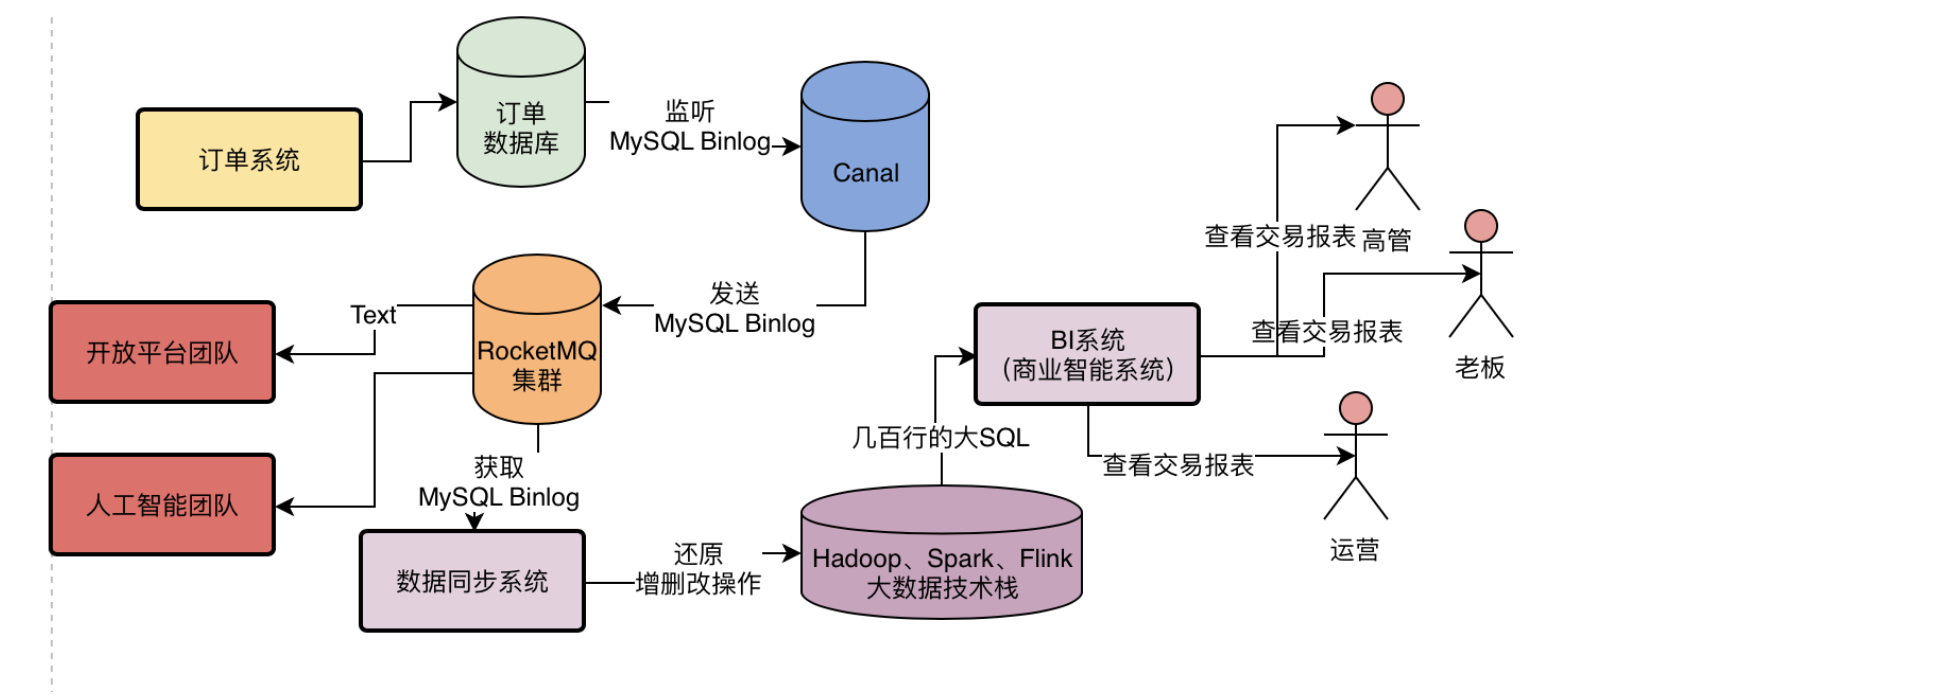 订单系统
订单
数据库
监听
MySQL Binlog
Canal
发送
MySQL Binlog
RocketMQ
集群
Text
开放平台团队
人工智能团队
获取
MySQL Binlog
数据同步系统
还原
增删改操作
Hadoop、Spark、Flink
大数据技术栈
几百行的大SQL
BI系统
（商业智能系统）
查看交易报表
高管
查看交易报表
老板
查看交易报表
运营